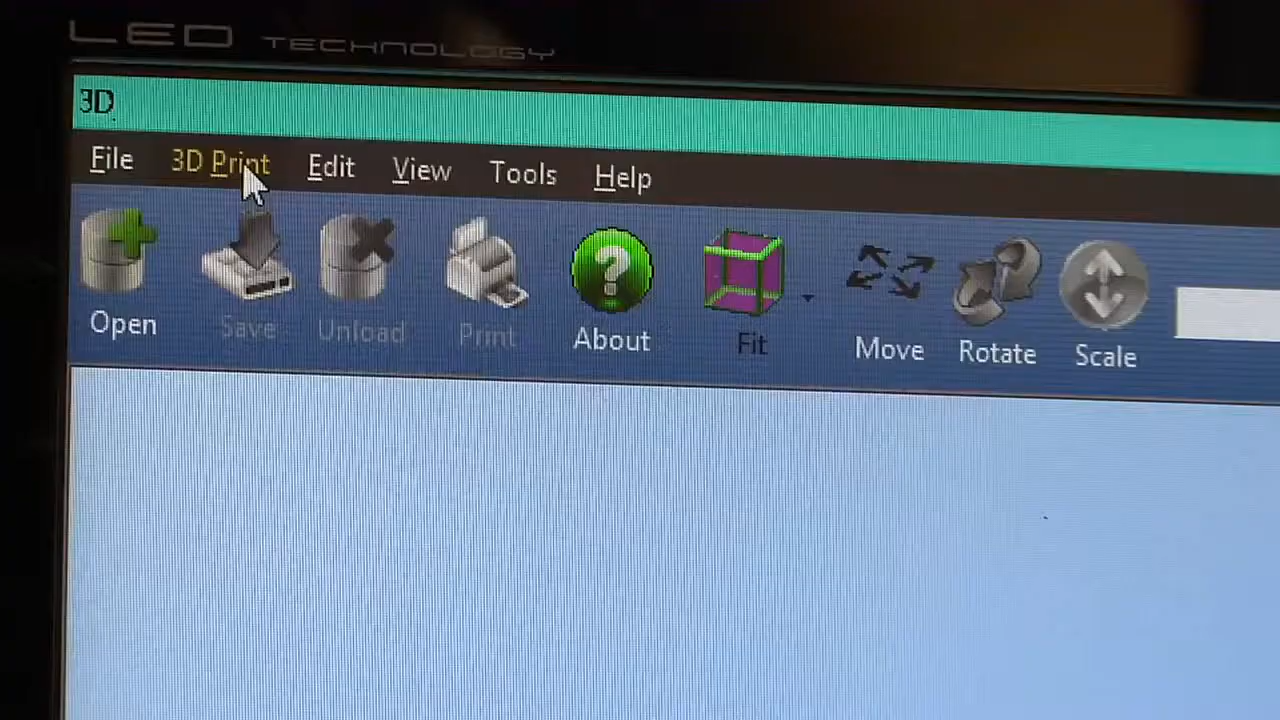 LED TECHNOLOGY
3D
File 3D Print Edit View Tools Help
Open Save Unload Print About Fit Move Rotate Scale